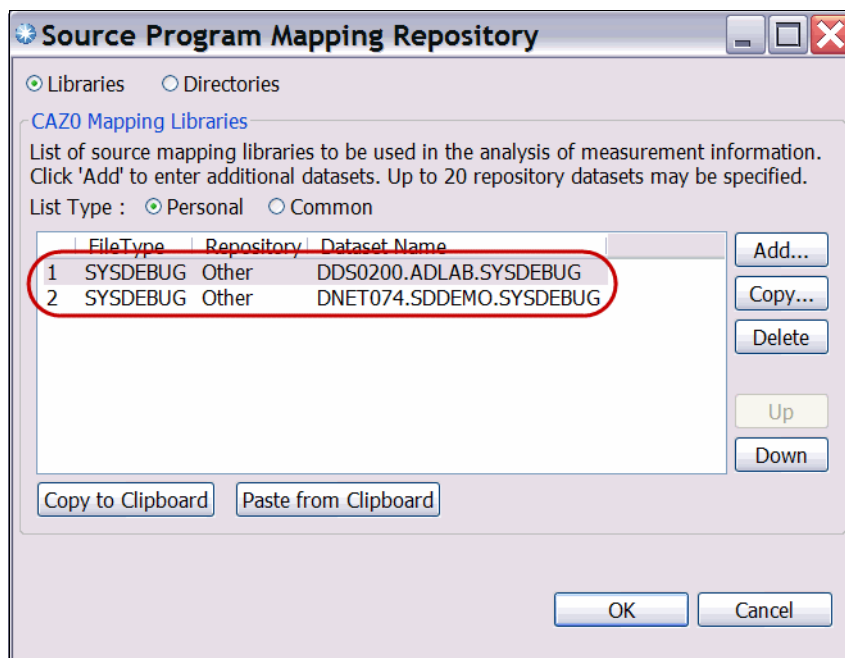 Source Program Mapping Repository
Libraries Directories
CAZ0 Mapping Libraries
List of source mapping libraries to be used in the analysis of measurement information.
Click 'Add' to enter additional datasets. Up to 20 repository datasets may be specified.
List Type : Personal Common
FileType Repository Dataset Name
1 SYSDEBUG Other DDS0200.ADLAB.SYSDEBUG
2 SYSDEBUG Other DNET074.SDDEMO.SYSDEBUG
Add...
Copy...
Delete
Up
Down
Copy to Clipboard Paste from Clipboard
OK Cancel